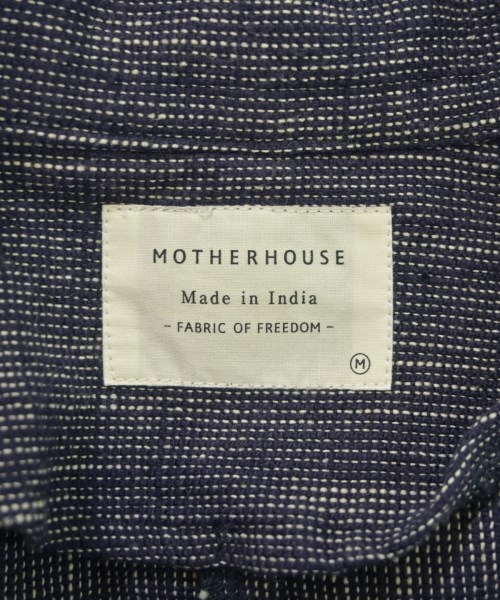 MOTHERHOUSE
Made in India
- FABRIC OF FREEDOM -
M